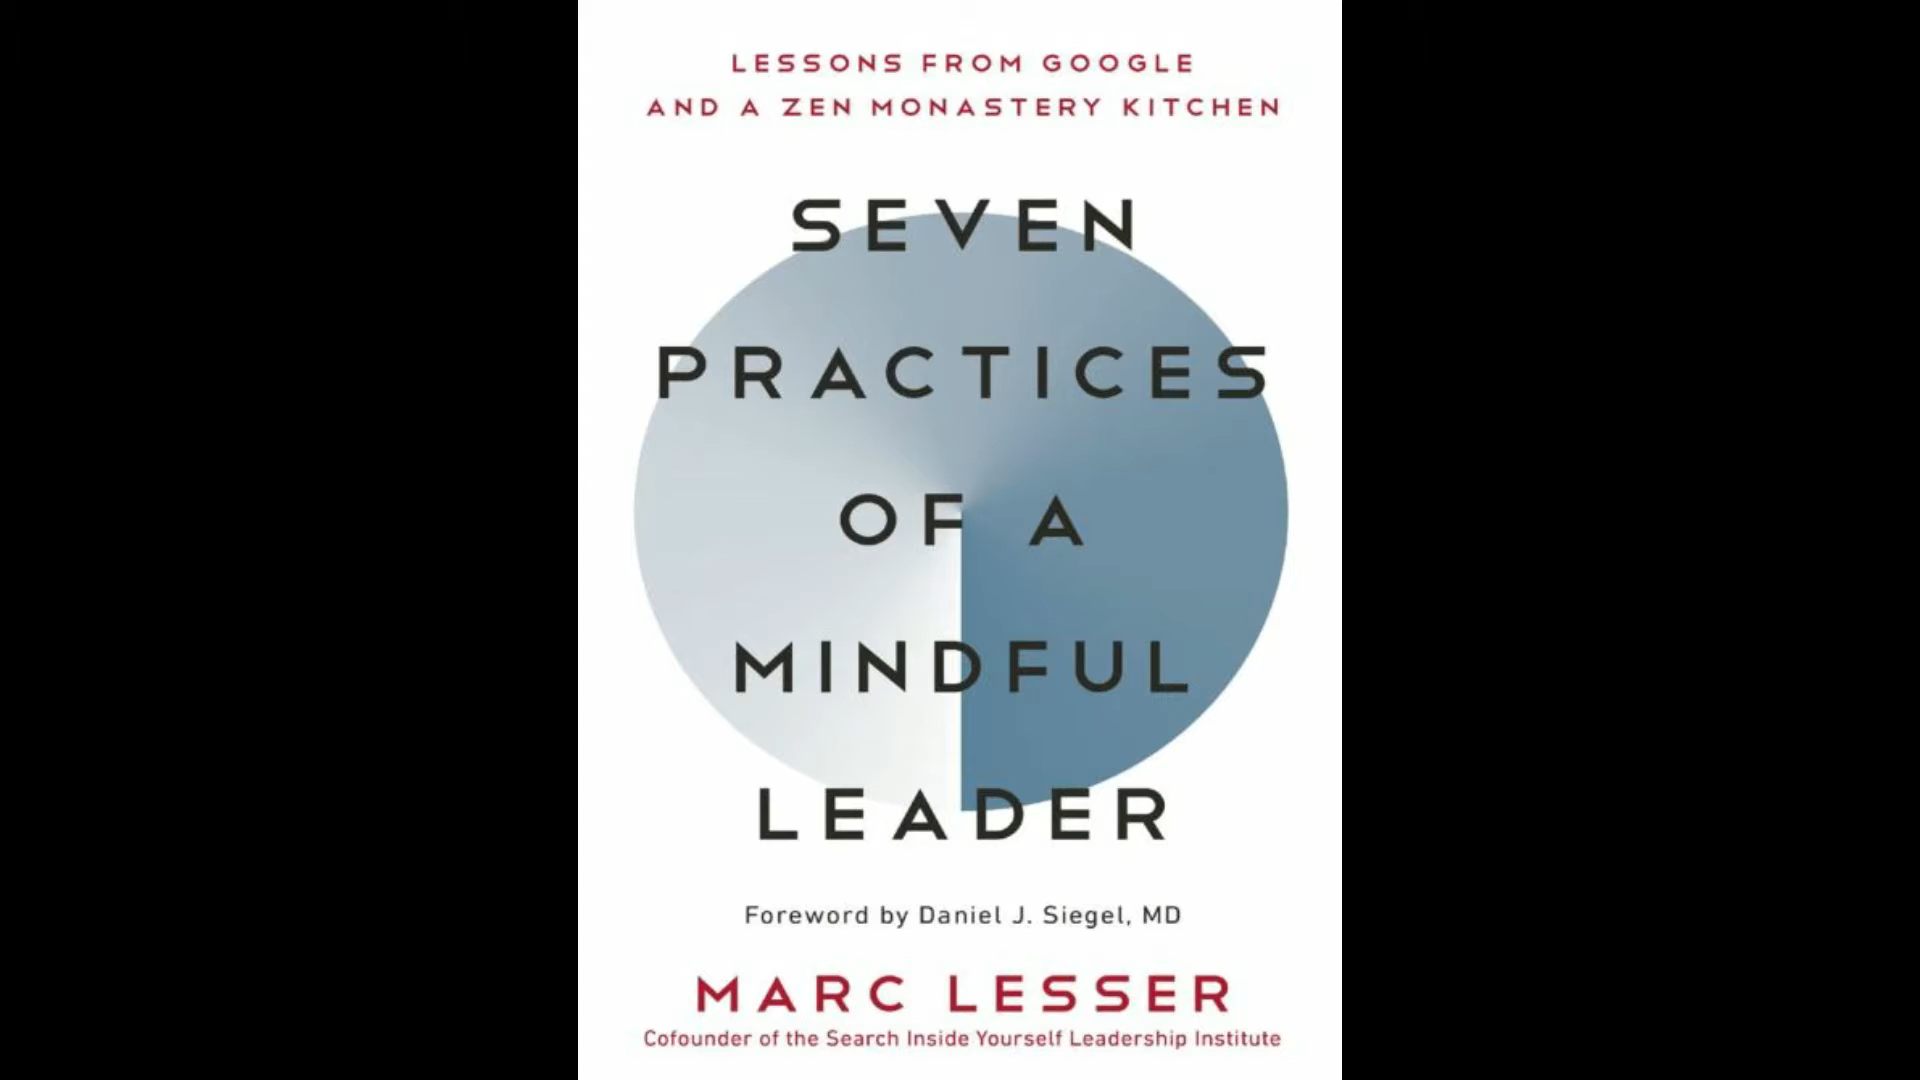 LESSONS FROM GOOGLE
AND A ZEN MONASTERY KITCHEN
SEVEN
PRACTICES
OF A
MINDFUL
LEADER
Foreword by Daniel J. Siegel, MD
MARC LESSER
Cofounder of the Search Inside Yourself Leadership Institute